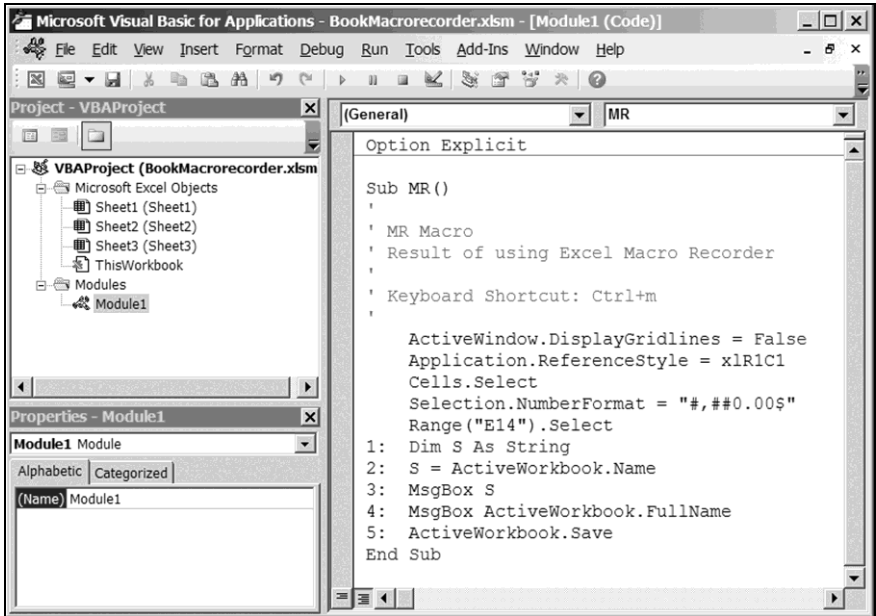 Microsoft Visual Basic for Applications - BookMacrorecorder.xlsm - [Module1 (Code)]
File Edit View Insert Format Debug Run Tools Add-Ins Window Help
Project - VBAProject
VBAProject (BookMacrorecorder.xlsm
Microsoft Excel Objects
Sheet1 (Sheet1)
Sheet2 (Sheet2)
Sheet3 (Sheet3)
ThisWorkbook
Modules
Module1
Properties - Module1
Module1 Module
Alphabetic Categorized
(Name) Module1
(General) MR
Option Explicit
Sub MR()
'
' MR Macro
' Result of using Excel Macro Recorder
'
' Keyboard Shortcut: Ctrl+m
'
ActiveWindow.DisplayGridlines = False
Application.ReferenceStyle = xlR1C1
Cells.Select
Selection.NumberFormat = "#,##0.00$"
Range("E14").Select
1: Dim S As String
2: S = ActiveWorkbook.Name
3: MsgBox S
4: MsgBox ActiveWorkbook.FullName
5: ActiveWorkbook.Save
End Sub